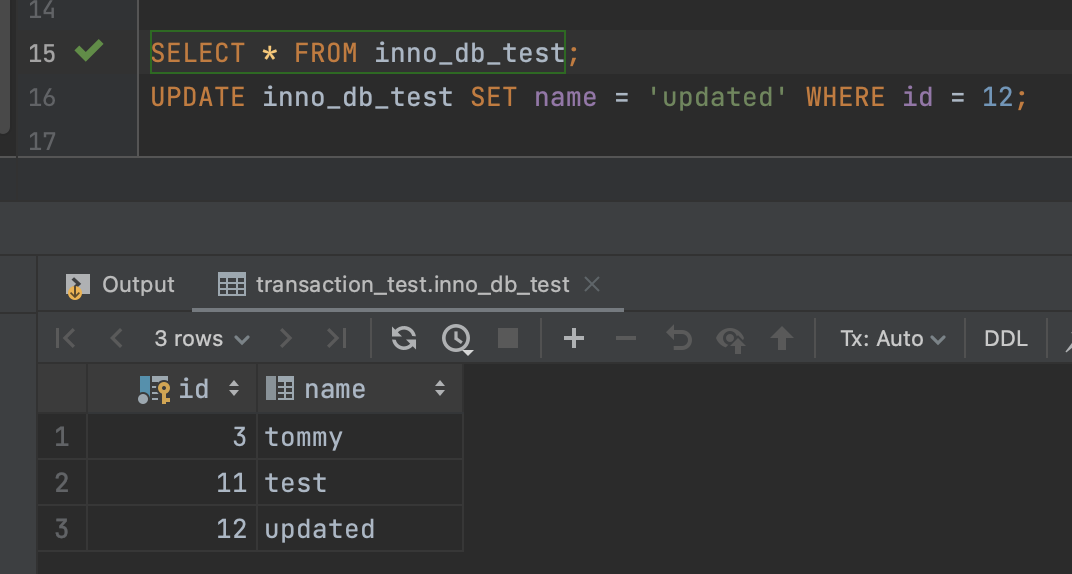 14
15 SELECT * FROM inno_db_test;
16 UPDATE inno_db_test SET name = 'updated' WHERE id = 12;
17
Output transaction_test.inno_db_test
3 rows Tx: Auto DDL
id name
1 3 tommy
2 11 test
3 12 updated